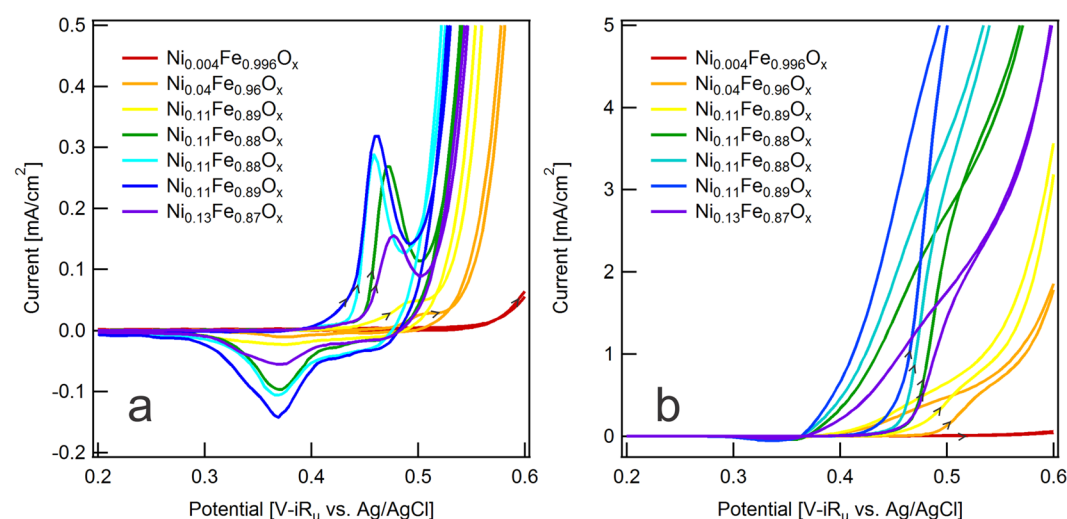 0.5
0.4
0.3
0.2
0.1
0.0
-0.1
-0.2
Current [mA/cm²]
Ni₀.₀₀₄Fe₀.₉₉₆Oₓ
Ni₀.₀₄Fe₀.₉₆Oₓ
Ni₀.₁₁Fe₀.₈₉Oₓ
Ni₀.₁₁Fe₀.₈₈Oₓ
Ni₀.₁₁Fe₀.₈₈Oₓ
Ni₀.₁₁Fe₀.₈₉Oₓ
Ni₀.₁₃Fe₀.₈₇Oₓ
a
0.2 0.3 0.4 0.5 0.6
Potential [V-iRᵤ vs. Ag/AgCl]
5
4
3
2
1
0
Current [mA/cm²]
Ni₀.₀₀₄Fe₀.₉₉₆Oₓ
Ni₀.₀₄Fe₀.₉₆Oₓ
Ni₀.₁₁Fe₀.₈₉Oₓ
Ni₀.₁₁Fe₀.₈₈Oₓ
Ni₀.₁₁Fe₀.₈₈Oₓ
Ni₀.₁₁Fe₀.₈₉Oₓ
Ni₀.₁₃Fe₀.₈₇Oₓ
b
0.2 0.3 0.4 0.5 0.6
Potential [V-iRᵤ vs. Ag/AgCl]